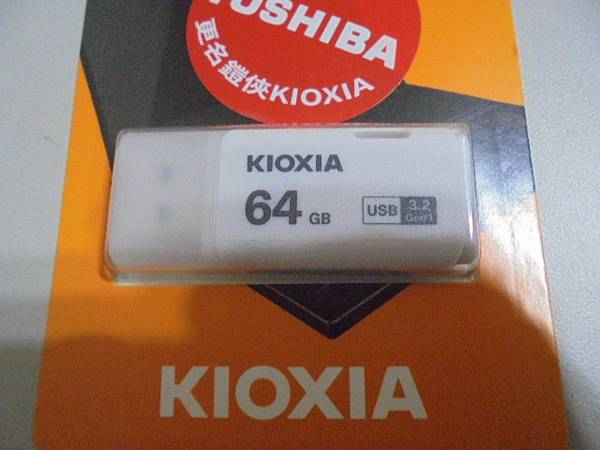 TOSHIBA
更名鎧俠KIOXIA
KIOXIA
64 GB
USB 3.2 Gen 1
KIOXIA